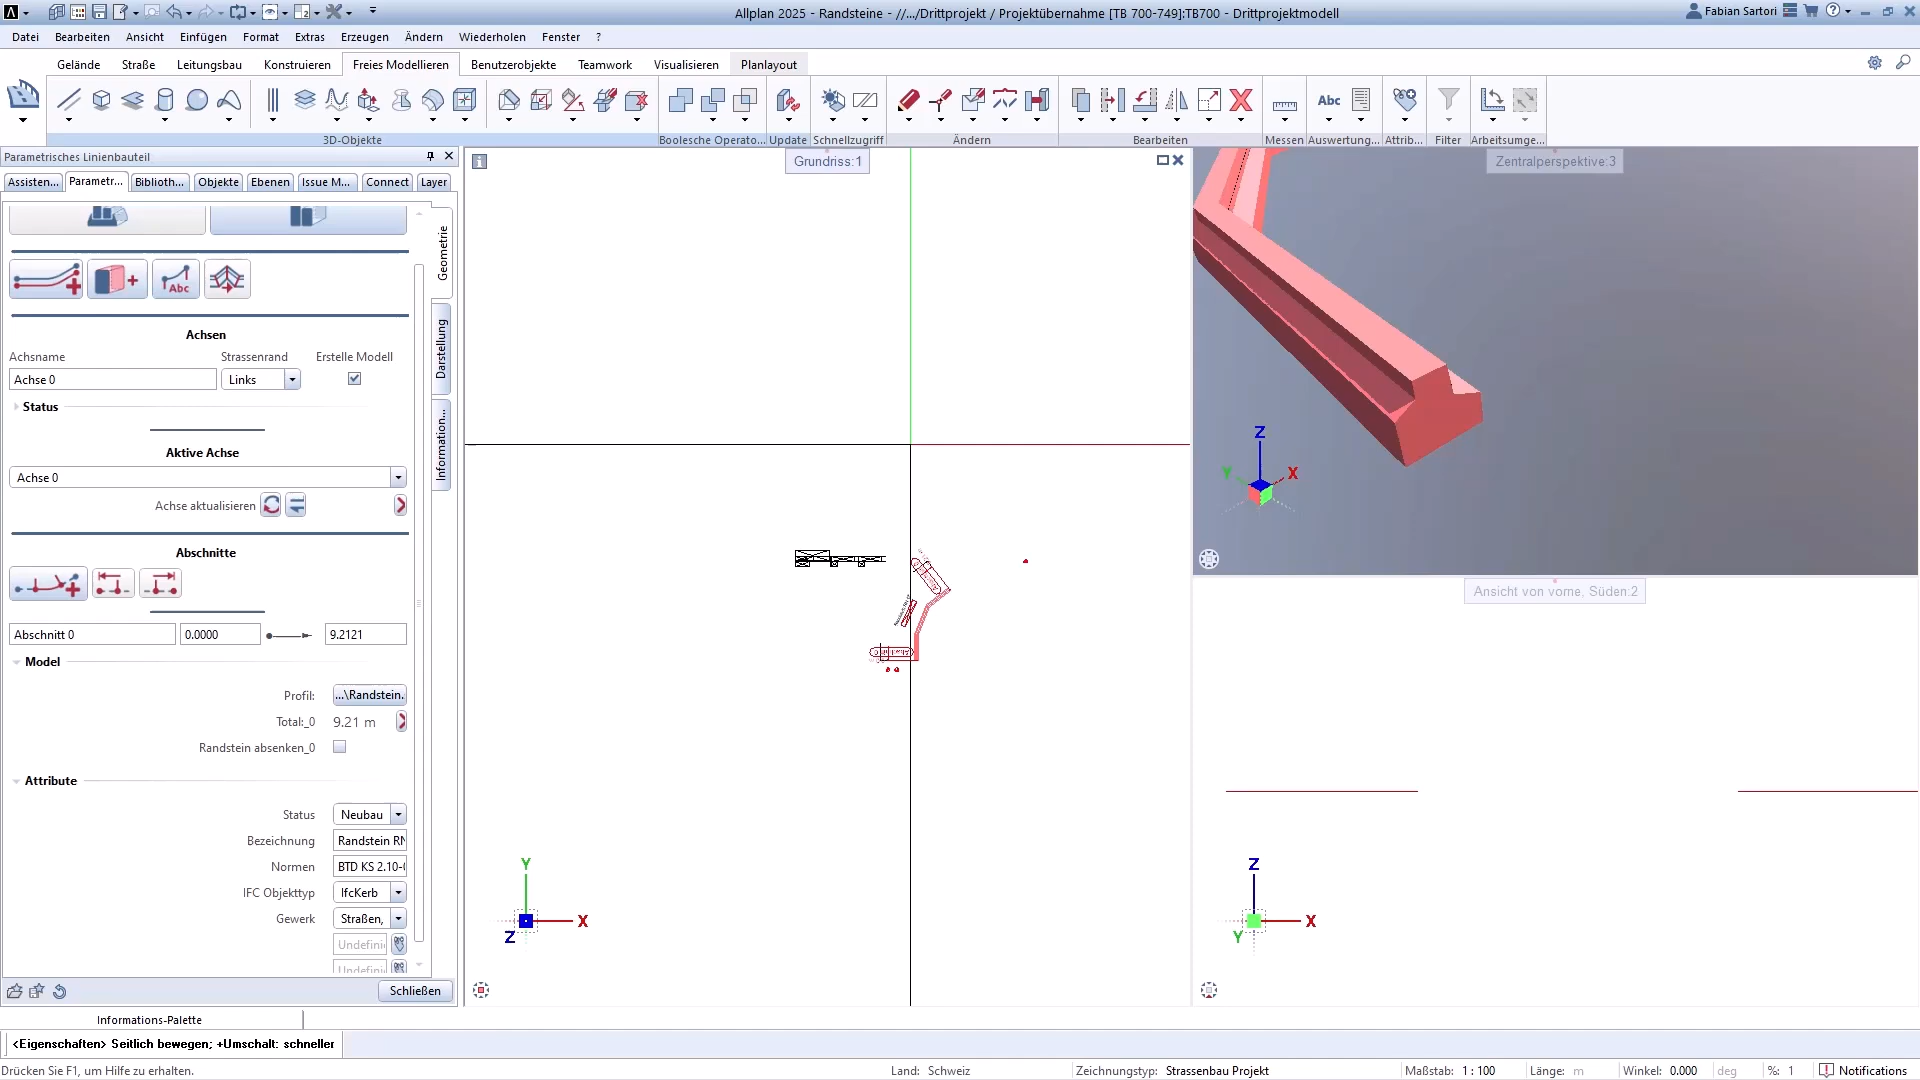 Allplan 2025 - Randsteine - //.../Drittprojekt / Projektübernahme [TB 700-749]:TB700 - Drittprojektmodell
Fabian Sartori
Datei Bearbeiten Ansicht Einfügen Format Extras Erzeugen Ändern Wiederholen Fenster ?
Gelände Straße Leitungsbau Konstruieren Freies Modellieren Benutzerobjekte Teamwork Visualisieren Planlayout
Abc
3D-Objekte Boolesche Operato... Update Schnellzugriff Ändern Bearbeiten Messen Auswertung... Attrib... Filter Arbeitsumge...
Parametrisches Linienbauteil
Assisten... Parametr... Biblioth... Objekte Ebenen Issue M... Connect Layer
Geometrie
Darstellung
Information...
Abc
Achsen
Achsname Strassenrand Erstelle Modell
Achse 0 Links
Status
Aktive Achse
Achse 0
Achse aktualisieren
Abschnitte
Abschnitt 0 0.0000 9.2121
Model
Profil: ...\Randstein.
Total:_0 9.21 m
Randstein absenken_0
Attribute
Status Neubau
Bezeichnung Randstein RN
Normen BTD KS 2.10-
IFC Objekttyp IfcKerb
Gewerk Straßen,
Undefini
Undefini
Schließen
Grundriss:1
Y
X
Z
Zentralperspektive:3
Z
Y
X
Ansicht von vorne, Süden:2
Z
X
Y
Informations-Palette
<Eigenschaften> Seitlich bewegen; +Umschalt: schneller
Drücken Sie F1, um Hilfe zu erhalten. Land: Schweiz Zeichnungstyp: Strassenbau Projekt Maßstab: 1 : 100 Länge: m Winkel: 0.000 deg %: 1 Notifications